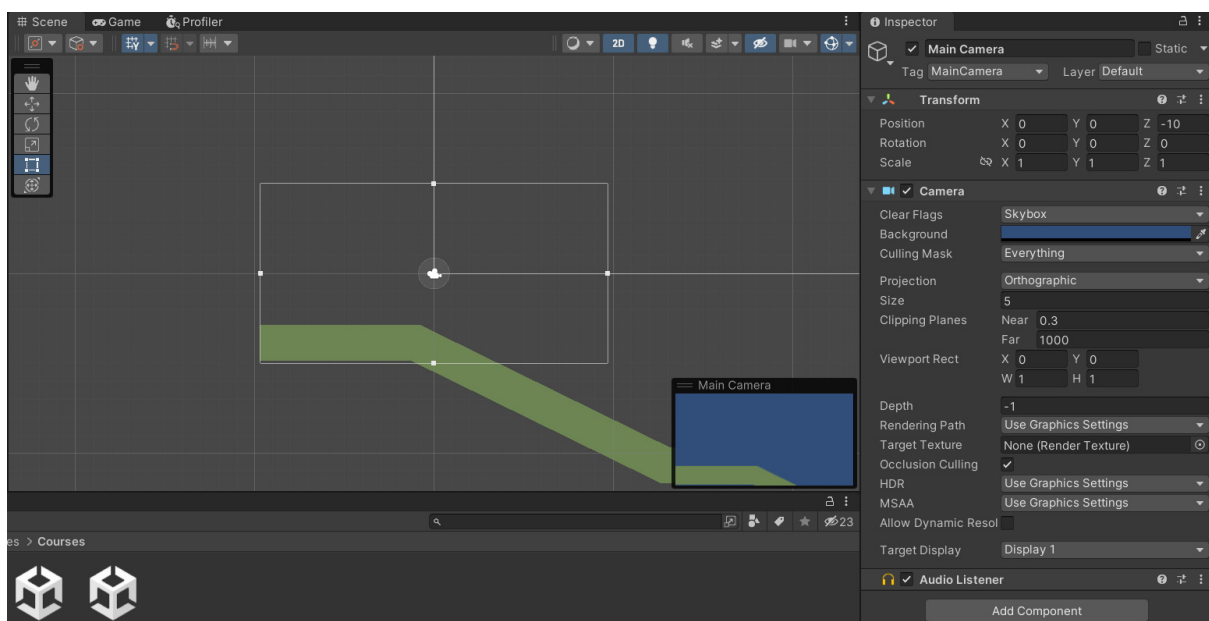 Scene Game Profiler
2D
Main Camera
23
es > Courses
Inspector
Main Camera Static
Tag MainCamera Layer Default
Transform
Position X 0 Y 0 Z -10
Rotation X 0 Y 0 Z 0
Scale X 1 Y 1 Z 1
Camera
Clear Flags Skybox
Background
Culling Mask Everything
Projection Orthographic
Size 5
Clipping Planes Near 0.3
Far 1000
Viewport Rect X 0 Y 0
W 1 H 1
Depth -1
Rendering Path Use Graphics Settings
Target Texture None (Render Texture)
Occlusion Culling
HDR Use Graphics Settings
MSAA Use Graphics Settings
Allow Dynamic Resol
Target Display Display 1
Audio Listener
Add Component